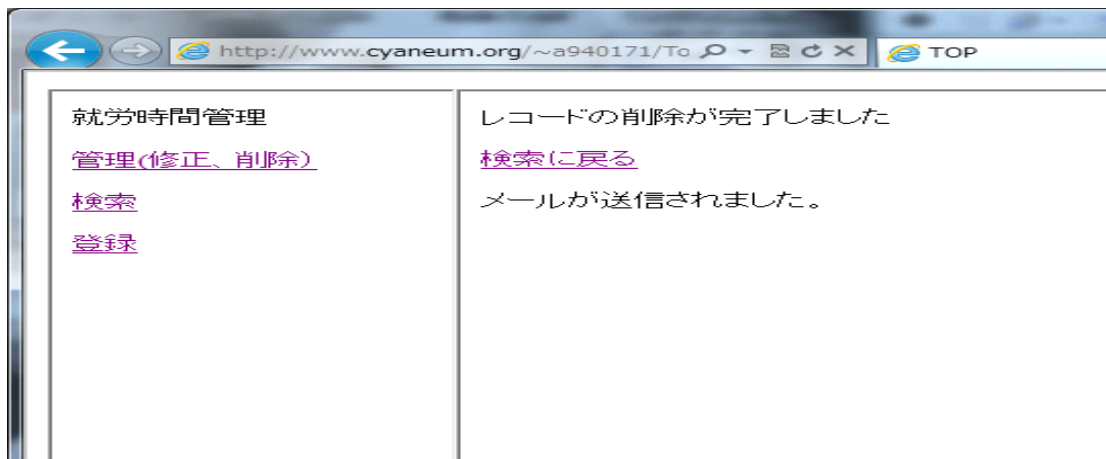 http://www.cyaneum.org/~a940171/To
TOP
就労時間管理
管理(修正、削除)
検索
登録
レコードの削除が完了しました
検索に戻る
メールが送信されました。